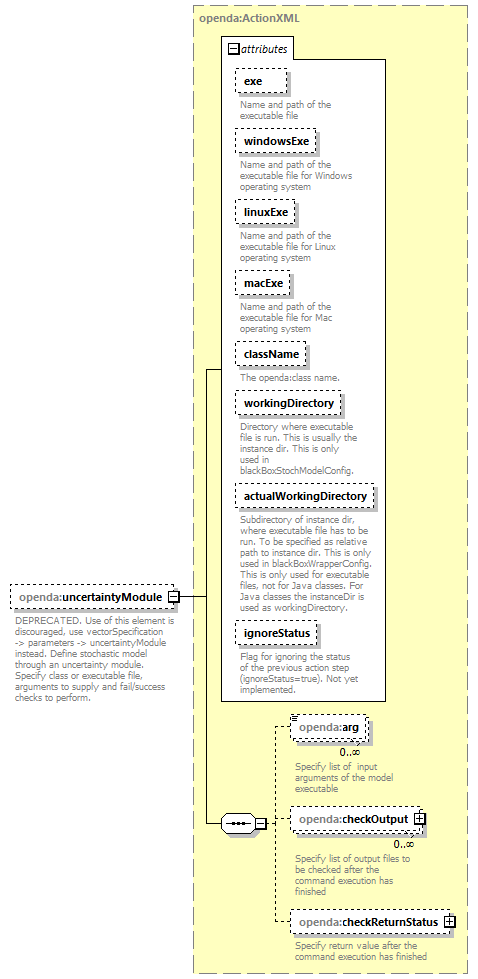 openda:ActionXML
attributes
exe
Name and path of the
executable file
windowsExe
Name and path of the
executable file for Windows
operating system
linuxExe
Name and path of the
executable file for Linux
operating system
macExe
Name and path of the
executable file for Mac
operating system
className
The openda:class name.
workingDirectory
Directory where executable
file is run. This is usually the
instance dir. This is only
used in
blackBoxStochModelConfig.
actualWorkingDirectory
Subdirectory of instance dir,
where executable file has to be
run. To be specified as relative
path to instance dir. This is only
used in blackBoxWrapperConfig.
This is only used for executable
files, not for Java classes. For
Java classes the instanceDir is
used as workingDirectory.
ignoreStatus
Flag for ignoring the status
of the previous action step
(ignoreStatus=true). Not yet
implemented.
openda:uncertaintyModule
DEPRECATED. Use of this element is
discouraged, use vectorSpecification
-> parameters -> uncertaintyModule
instead. Define stochastic model
through an uncertainty module.
Specify class or executable file,
arguments to supply and fail/success
checks to perform.
openda:arg
0..∞
Specify list of input
arguments of the model
executable
openda:checkOutput
0..∞
Specify list of output files to
be checked after the
command execution has
finished
openda:checkReturnStatus
Specify return value after the
command execution has finished